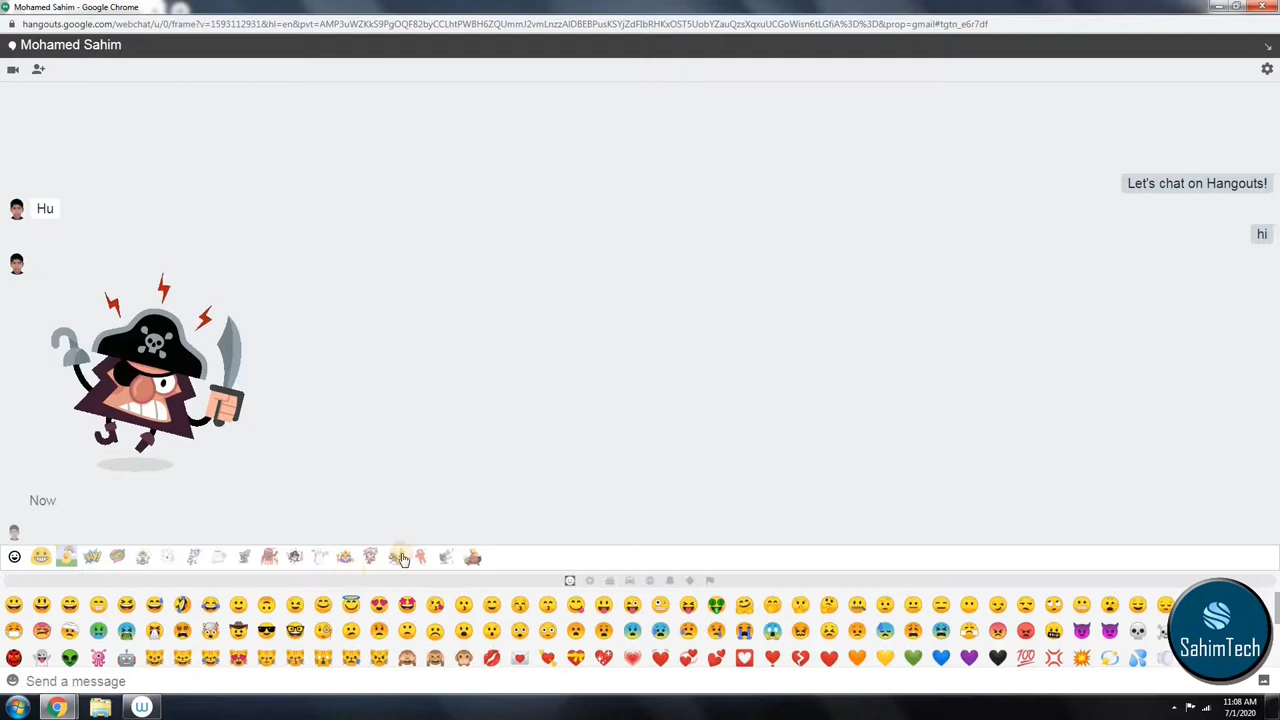 Mohamed Sahim - Google Chrome
Mohamed Sahim
Let's chat on Hangouts!
Hu
hi
Now
SahimTech
Send a message
11:08 AM
7/1/2020